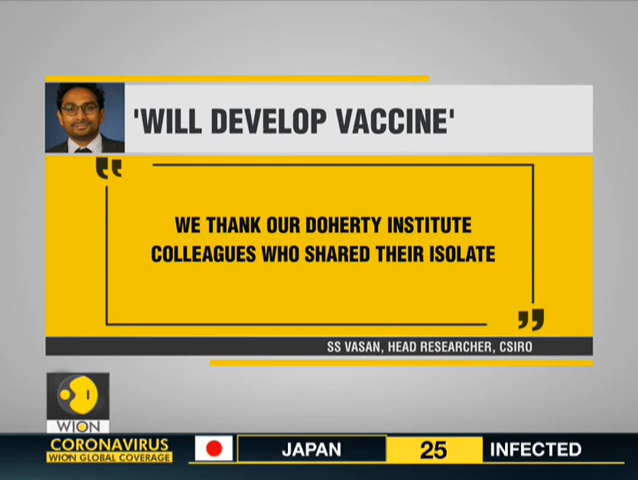 'WILL DEVELOP VACCINE'
WE THANK OUR DOHERTY INSTITUTE
COLLEAGUES WHO SHARED THEIR ISOLATE
SS VASAN, HEAD RESEARCHER, CSIRO
WION
CORONAVIRUS
WION GLOBAL COVERAGE
JAPAN 25 INFECTED